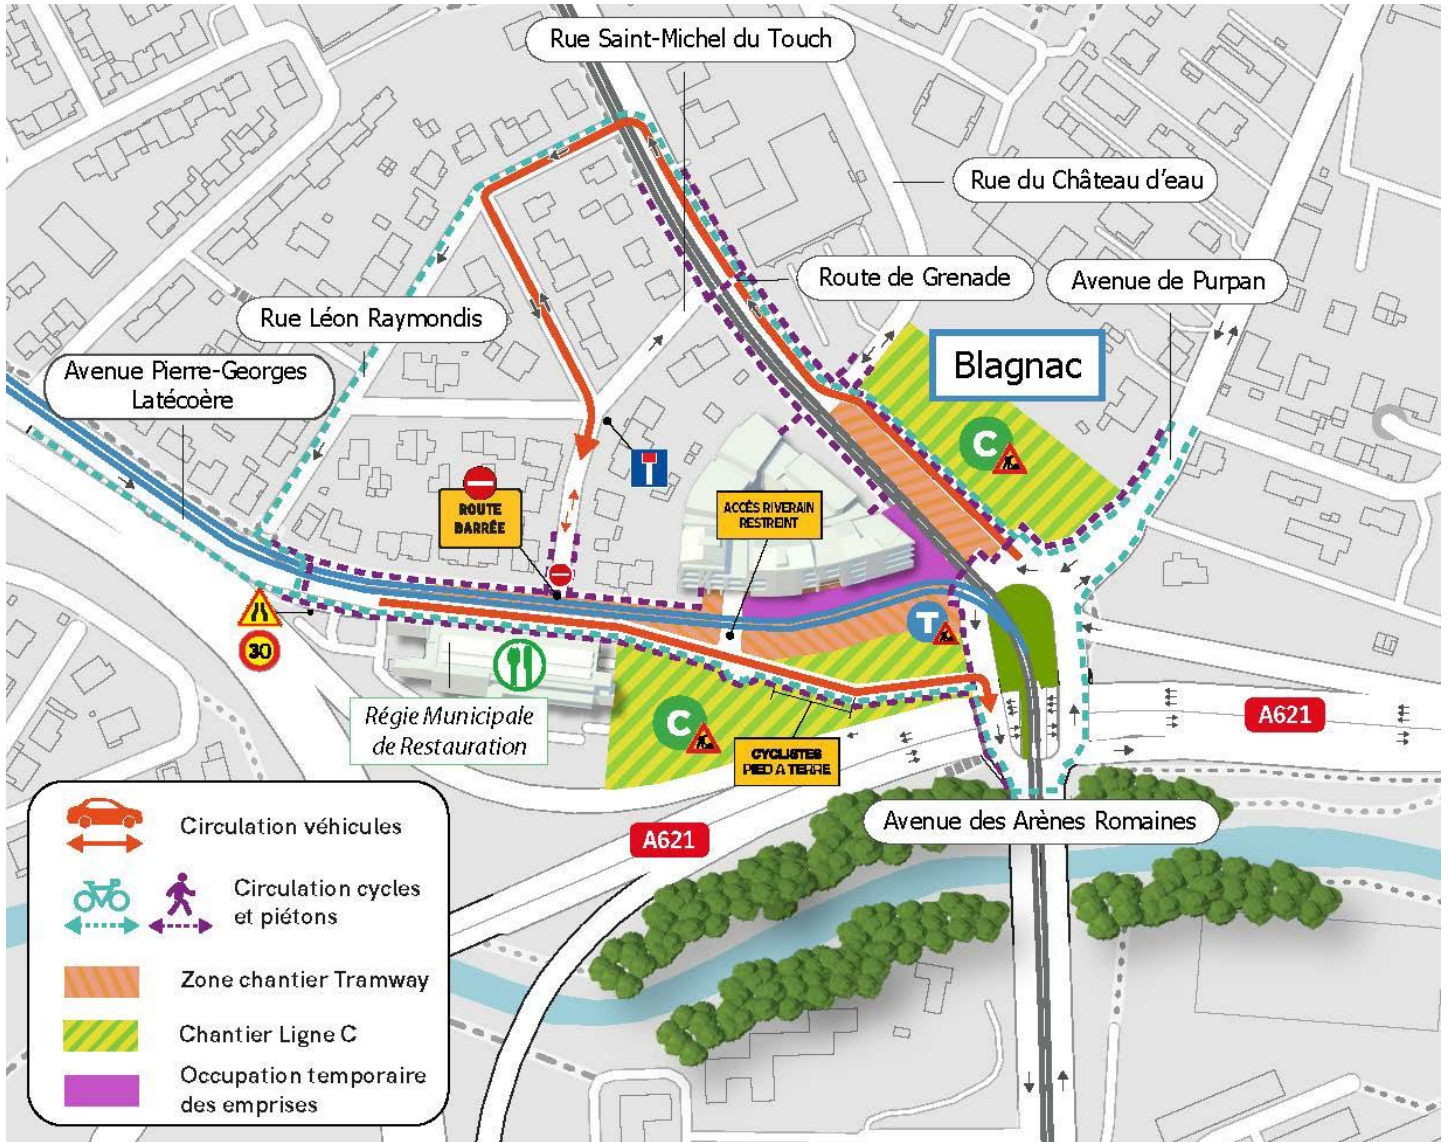 Rue Saint-Michel du Touch
Rue du Château d'eau
Route de Grenade
Avenue de Purpan
Rue Léon Raymondis
Avenue Pierre-Georges
Latécoère
Blagnac
C
ROUTE
BARRÉE
ACCÈS RIVERAIN
RESTREINT
T
30
Régie Municipale
de Restauration
C
CYCLISTES
PIED A TERRE
A621
A621
Avenue des Arènes Romaines
Circulation véhicules
Circulation cycles
et piétons
Zone chantier Tramway
Chantier Ligne C
Occupation temporaire
des emprises